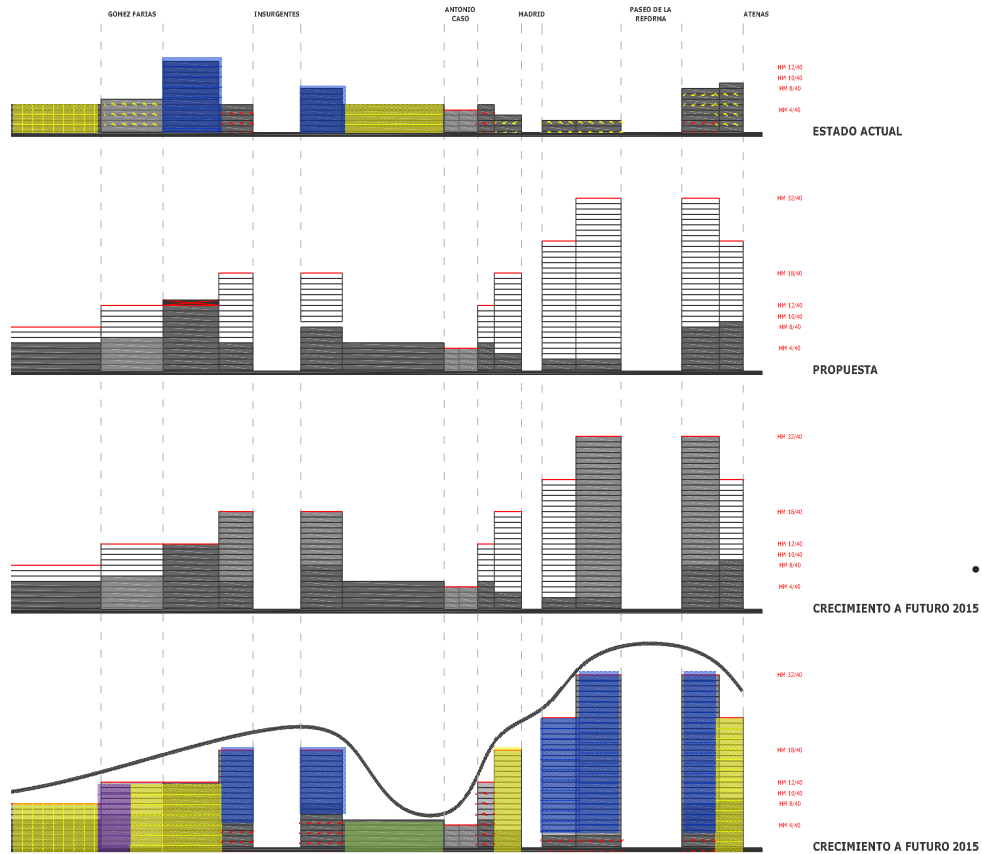 GOMEZ FARIAS
INSURGENTES
ANTONIO
CASO
MADRID
PASEO DE LA
REFORMA
ATENAS
HM 12/40
HM 10/40
HM 8/40
HM 4/40
ESTADO ACTUAL
HM 32/40
HM 18/40
HM 12/40
HM 10/40
HM 8/40
HM 4/40
PROPUESTA
HM 32/40
HM 18/40
HM 12/40
HM 10/40
HM 8/40
HM 4/40
CRECIMIENTO A FUTURO 2015
HM 32/40
HM 18/40
HM 12/40
HM 10/40
HM 8/40
HM 4/40
CRECIMIENTO A FUTURO 2015